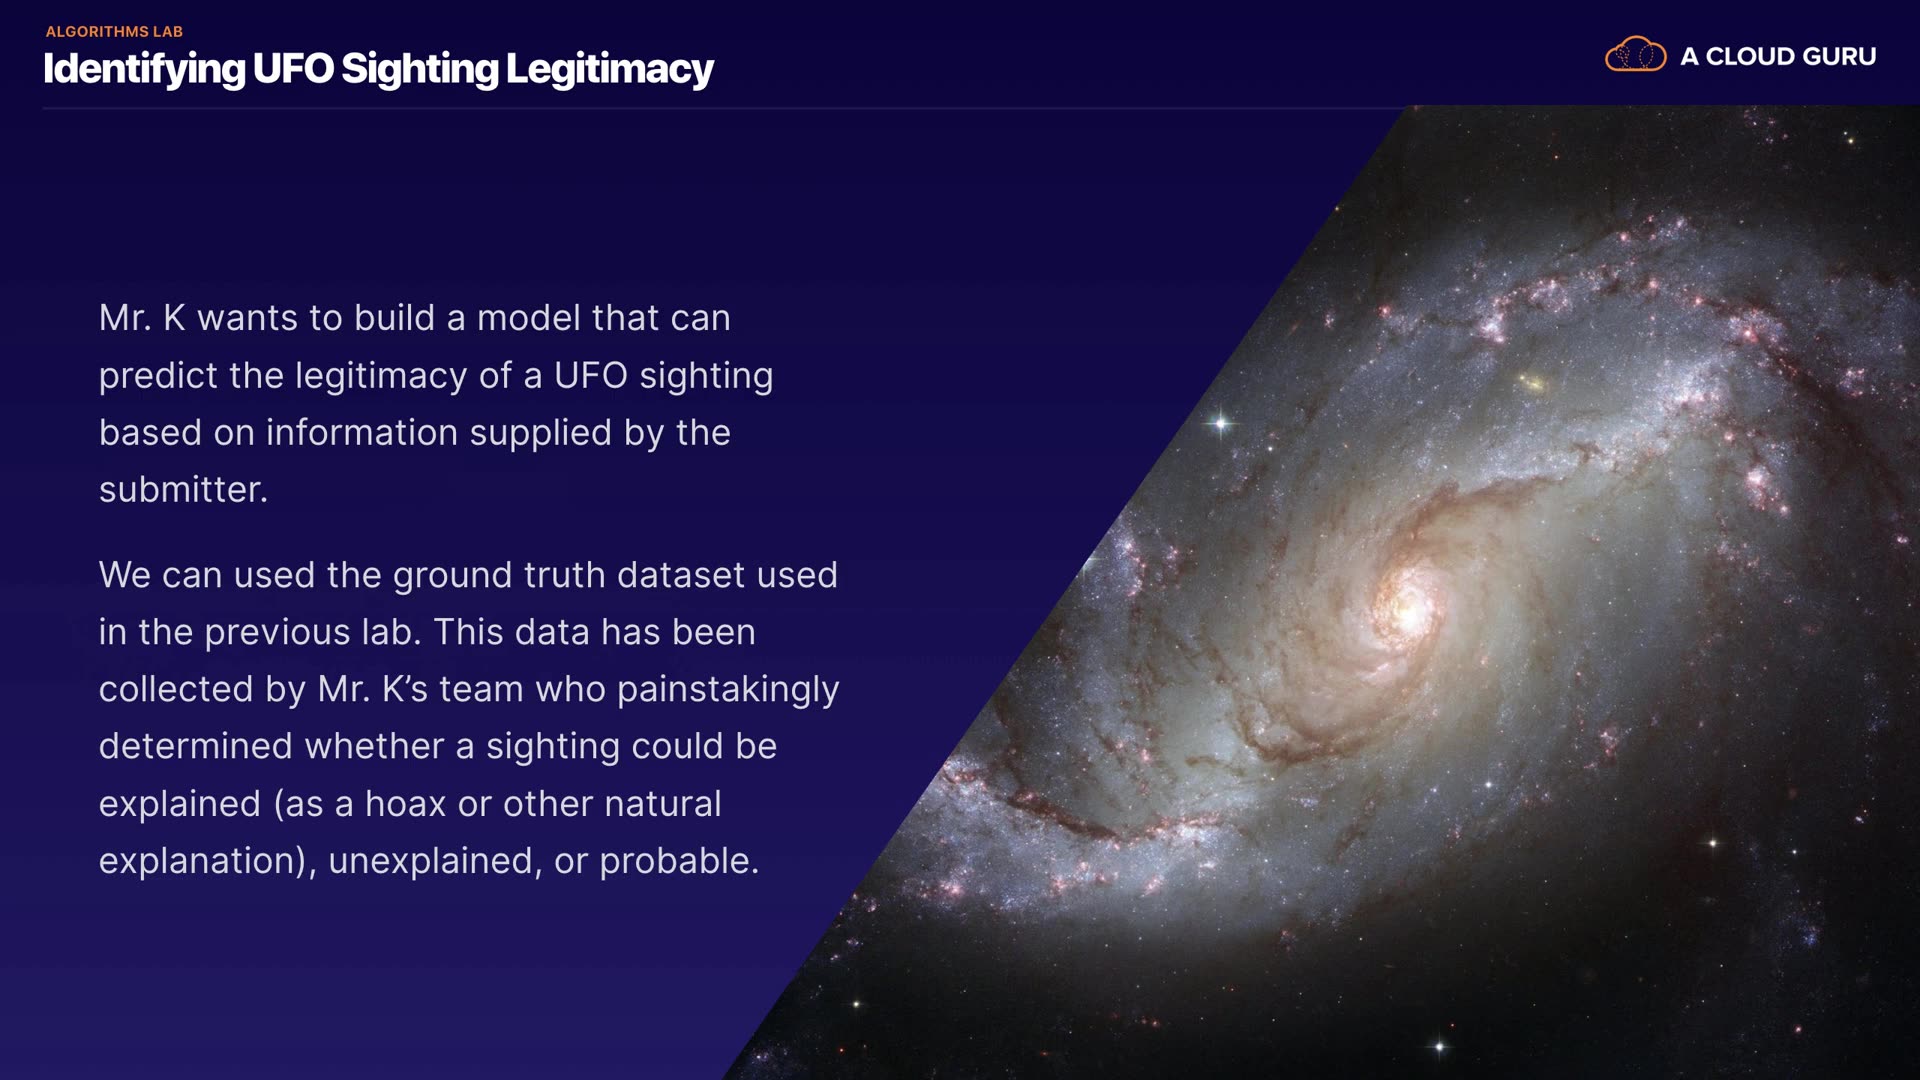 ALGORITHMS LAB
Identifying UFO Sighting Legitimacy
A CLOUD GURU
Mr. K wants to build a model that can
predict the legitimacy of a UFO sighting
based on information supplied by the
submitter.
We can used the ground truth dataset used
in the previous lab. This data has been
collected by Mr. K’s team who painstakingly
determined whether a sighting could be
explained (as a hoax or other natural
explanation), unexplained, or probable.